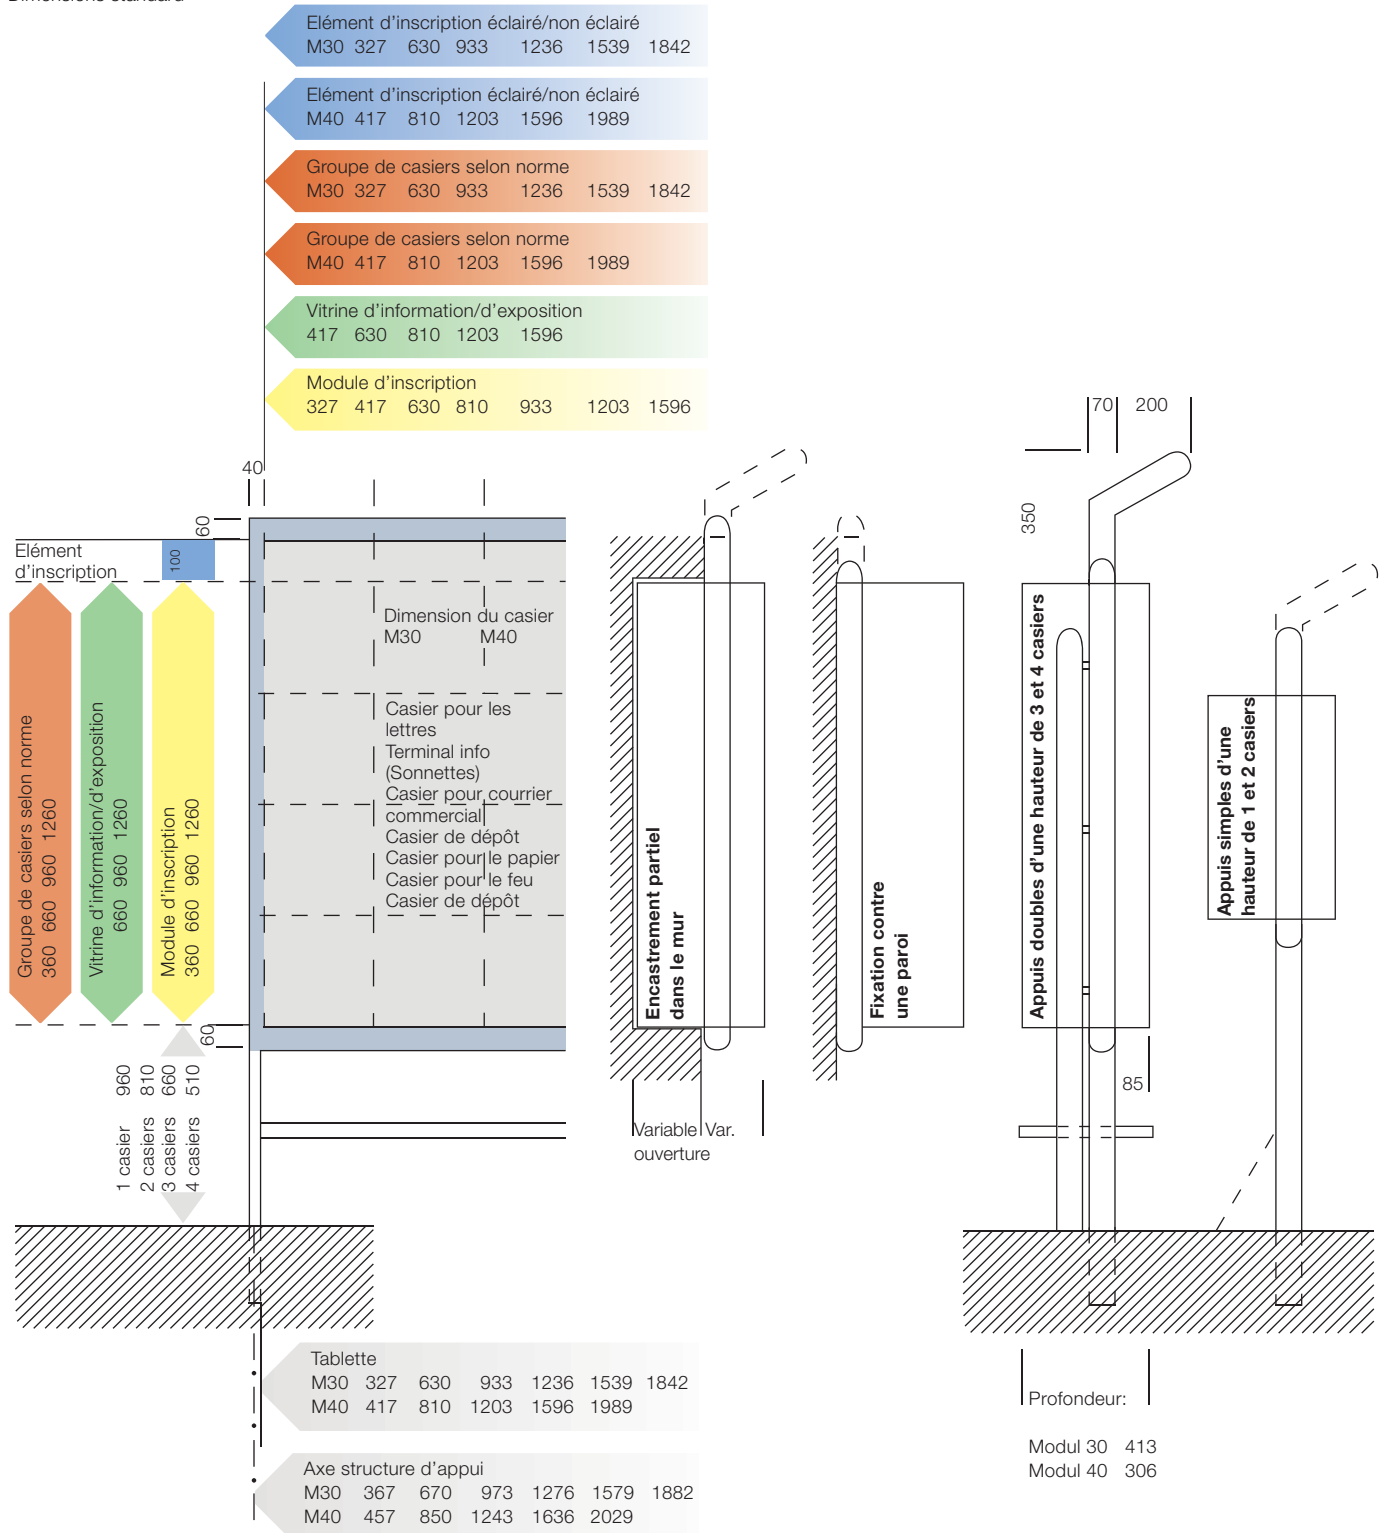 Dimensions standard
Elément d'inscription éclairé/non éclairé
M30 327 630 933 1236 1539 1842
Elément d'inscription éclairé/non éclairé
M40 417 810 1203 1596 1989
Groupe de casiers selon norme
M30 327 630 933 1236 1539 1842
Groupe de casiers selon norme
M40 417 810 1203 1596 1989
Vitrine d'information/d'exposition
417 630 810 1203 1596
Module d'inscription
327 417 630 810 933 1203 1596
70 200
40
350
60
Elément
d'inscription
100
Dimension du casier
M30 M40
Casier pour les
lettres
Terminal info
(Sonnettes)
Casier pour courrier
commercial
Casier de dépôt
Casier pour le papier
Casier pour le feu
Casier de dépôt
Groupe de casiers selon norme
360 660 960 1260
Vitrine d'information/d'exposition
660 960 1260
Module d'inscription
360 660 960 1260
Encastrement partiel
dans le mur
Fixation contre
une paroi
Appuis doubles d'une hauteur de 3 et 4 casiers
Appuis simples d'une
hauteur de 1 et 2 casiers
60
1 casier 960
2 casiers 810
3 casiers 660
4 casiers 510
85
Variable Var.
ouverture
Tablette
M30 327 630 933 1236 1539 1842
M40 417 810 1203 1596 1989
Axe structure d'appui
M30 367 670 973 1276 1579 1882
M40 457 850 1243 1636 2029
Profondeur:
Modul 30 413
Modul 40 306